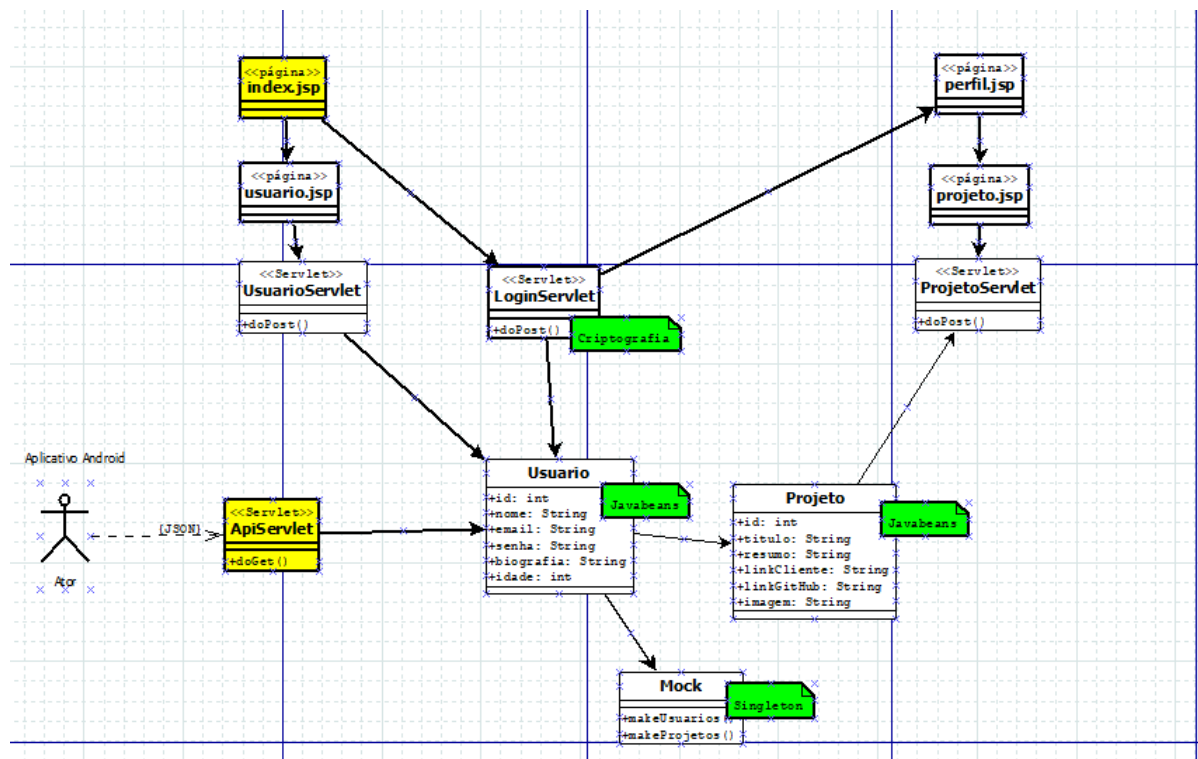 <<página>>
index.jsp
<<página>>
perfil.jsp
<<página>>
usuario.jsp
<<página>>
projeto.jsp
<<Servlet>>
UsuarioServlet
+doPost()
<<Servlet>>
LoginServlet
+doPost()
Criptografia
<<Servlet>>
ProjetoServlet
+doPost()
Aplicativo Android
Ator
{JSON}
<<Servlet>>
ApiServlet
+doGet()
Usuario
Javabeans
+id: int
+nome: String
+email: String
+senha: String
+biografia: String
+idade: int
Projeto
Javabeans
+id: int
+titulo: String
+resumo: String
+linkCliente: String
+linkGitHub: String
+imagem: String
Mock
Singleton
+makeUsuarios()
+makeProjetos()